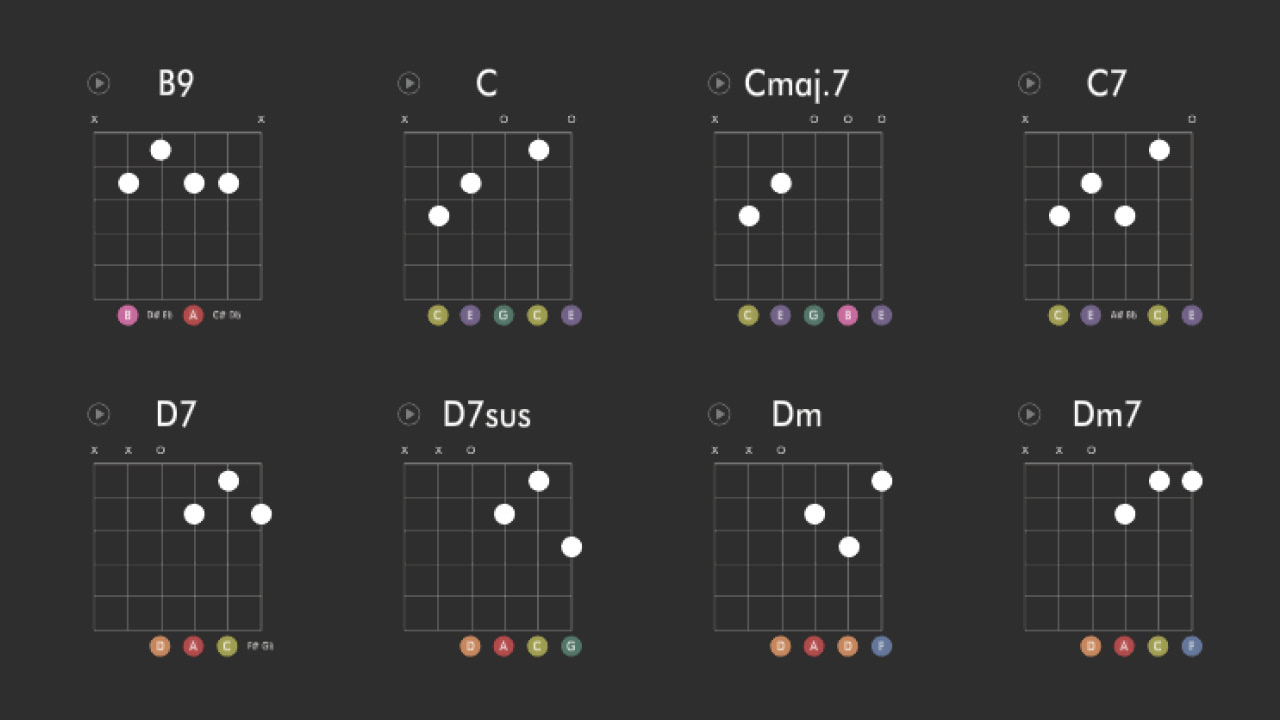 B9 C Cmaj.7 C7
x x x o o x o o o x o
B D# Eb A C# Db C E G C E C E G B E C E A# Bb C E
D7 D7sus Dm Dm7
x x o x x o x x o x x o
D A C F# Gb D A C G D A D F D A C F